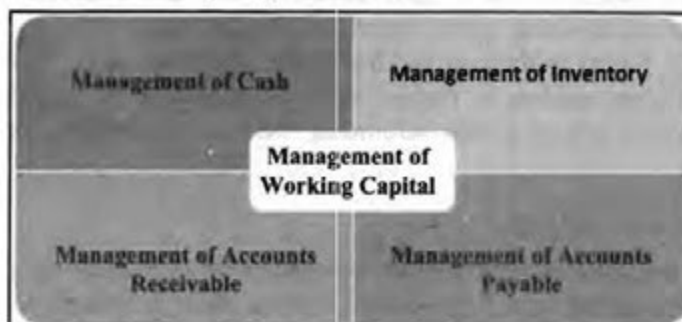 Management of Cash
Management of Inventory
Management of
Working Capital
Management of Accounts
Receivable
Management of Accounts
Payable